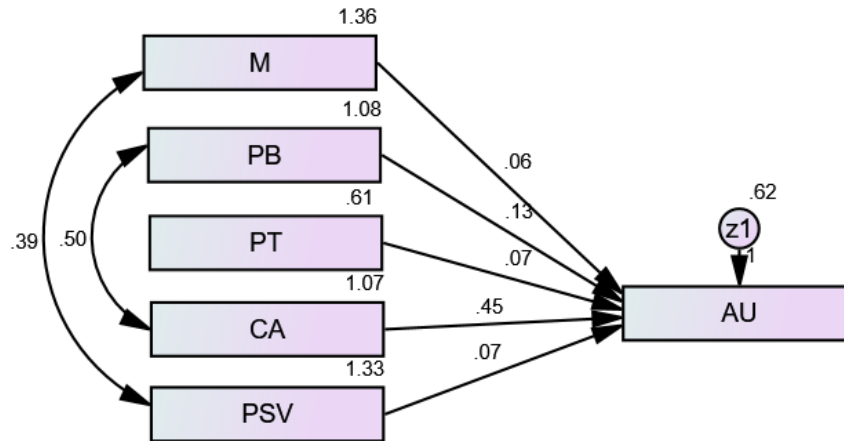 1.36
M
1.08
PB
.61
PT
1.07
CA
1.33
PSV
.39
.50
.06
.13
.07
.45
.07
.62
z1
1
AU